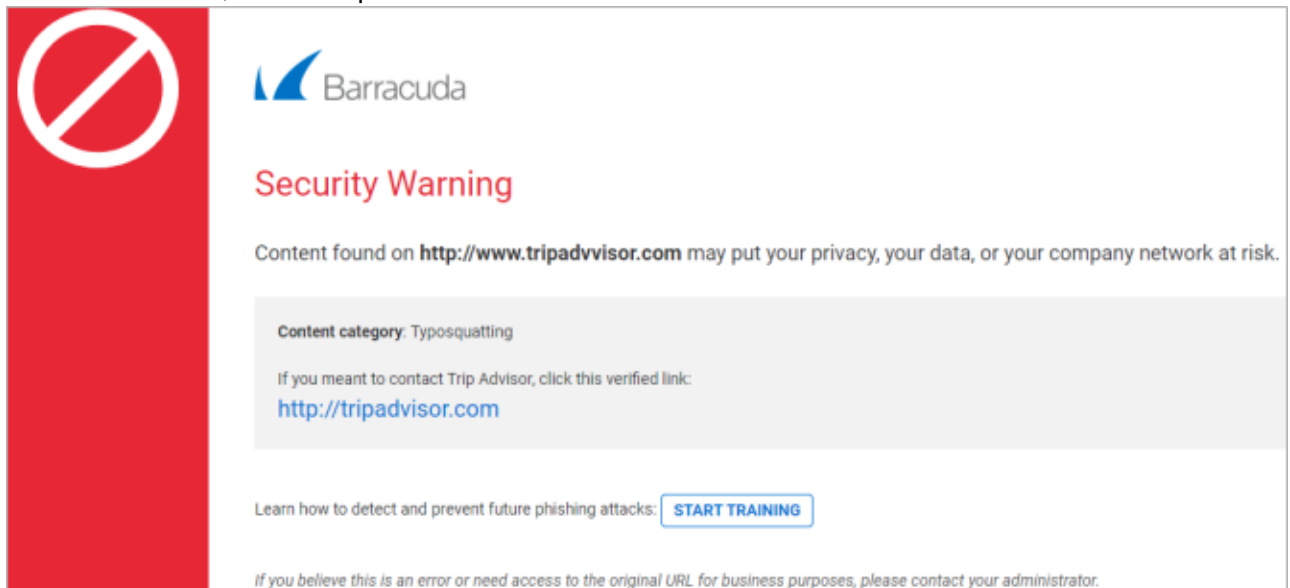 Barracuda
Security Warning
Content found on http://www.tripadvvisor.com may put your privacy, your data, or your company network at risk.
Content category: Typosquatting
If you meant to contact Trip Advisor, click this verified link:
http://tripadvisor.com
Learn how to detect and prevent future phishing attacks: START TRAINING
If you believe this is an error or need access to the original URL for business purposes, please contact your administrator.